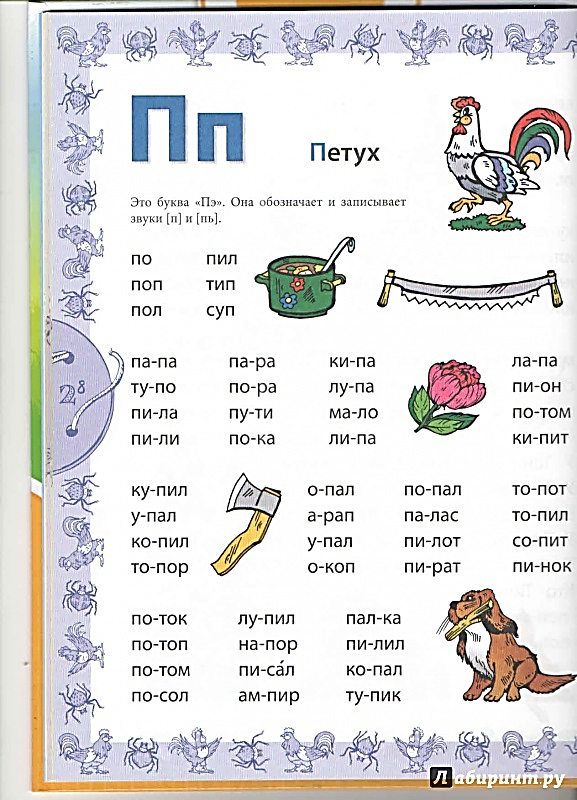 Пп
Петух
Это буква «Пэ». Она обозначает и записывает
звуки [п] и [пь].
по пил
поп тип
пол суп
28
па-па па-ра ки-па ла-па
ту-по по-ра лу-па пи-он
пи-ла пу-ти ма-ло по-том
пи-ли по-ка ли-па ки-пит
ку-пил о-пал по-пал то-пот
у-пал а-рап па-лас то-пил
ко-пил у-пал пи-лот со-пит
то-пор о-коп пи-рат пи-нок
по-ток лу-пил пал-ка
по-топ на-пор пи-лил
по-том пи-са́л ко-пал
по-сол ам-пир ту-пик
Лабиринт.ру